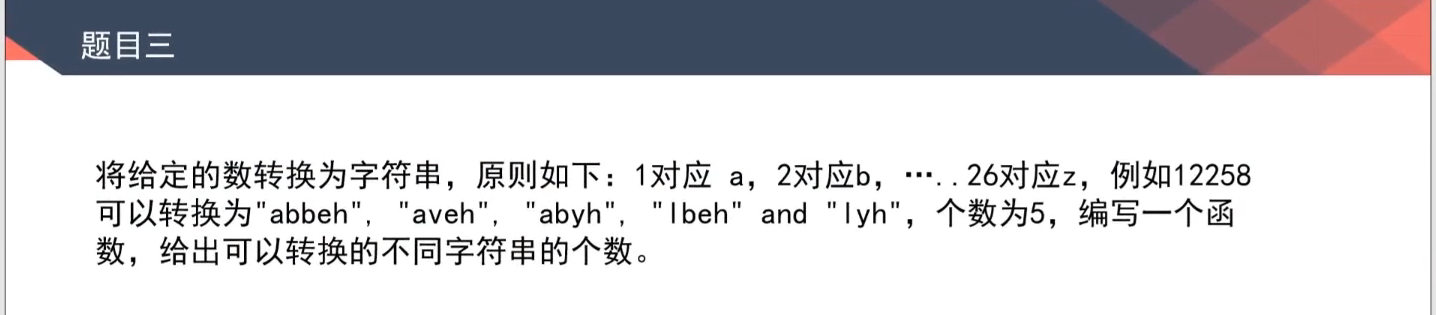 题目三
将给定的数转换为字符串，原则如下：1对应 a，2对应b，…..26对应z，例如12258
可以转换为"abbeh", "aveh", "abyh", "lbeh" and "lyh"，个数为5，编写一个函
数，给出可以转换的不同字符串的个数。